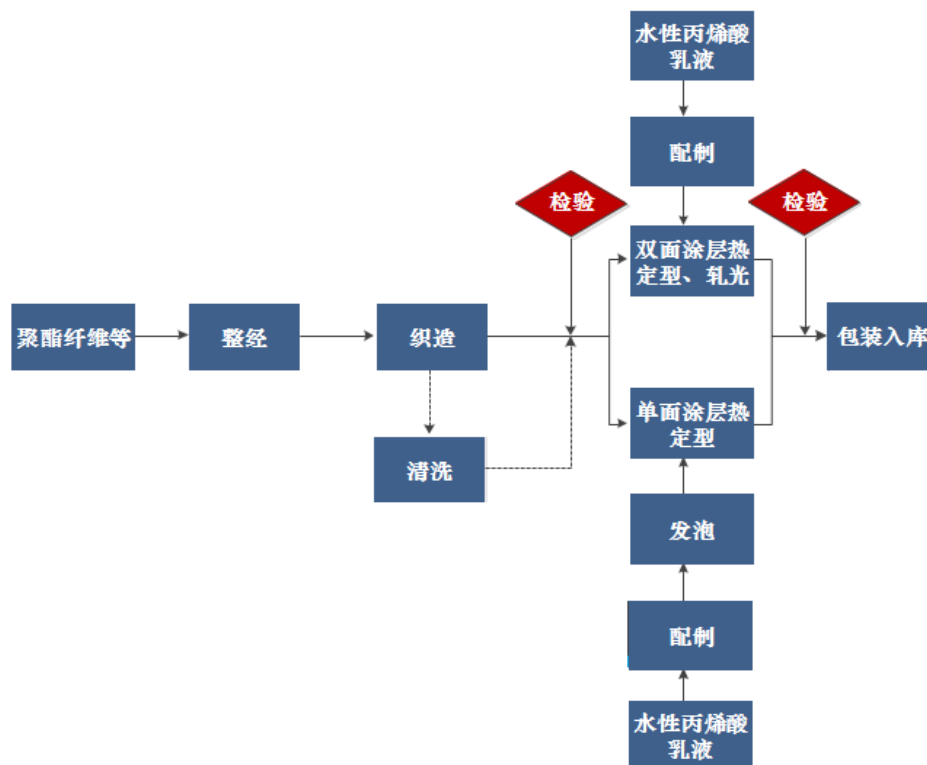 水性丙烯酸
乳液
配制
检验
检验
双面涂层热
定型、轧光
聚酯纤维等
整经
织造
包装入库
单面涂层热
定型
清洗
发泡
配制
水性丙烯酸
乳液